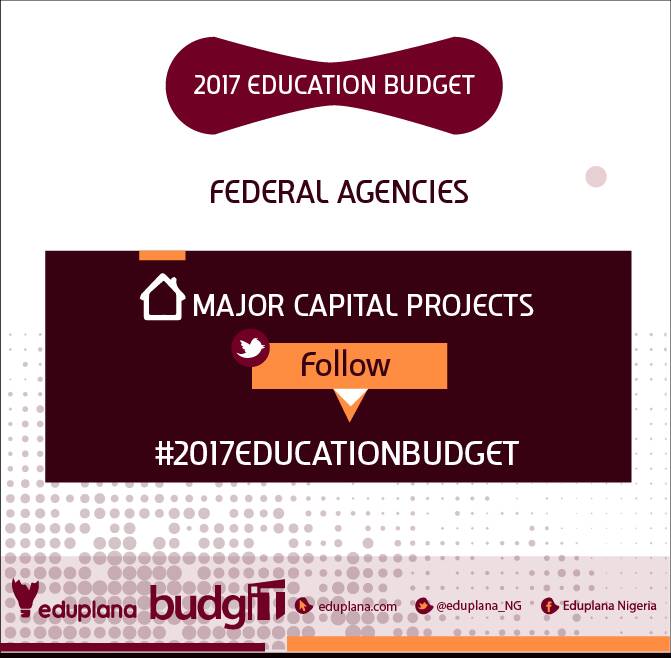 2017 EDUCATION BUDGET
FEDERAL AGENCIES
MAJOR CAPITAL PROJECTS
Follow
#2017EDUCATIONBUDGET
eduplana budgIT eduplana.com @eduplana_NG Eduplana Nigeria